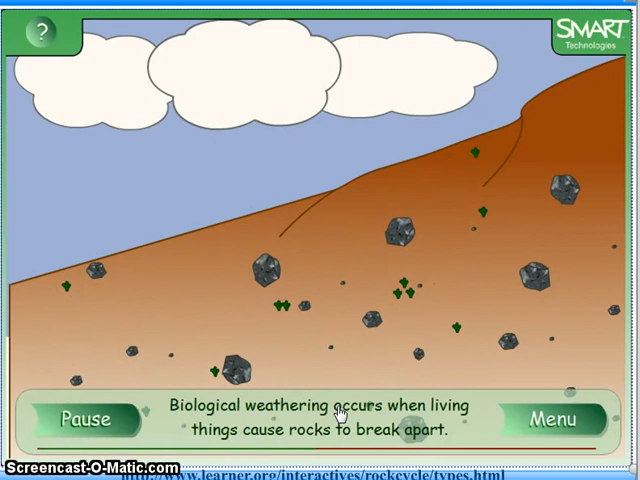 ?
SMART
Technologies
Biological weathering occurs when living
things cause rocks to break apart.
Pause
Menu
Screencast-O-Matic.com
http://www.learner.org/interactives/rockcycle/types.html